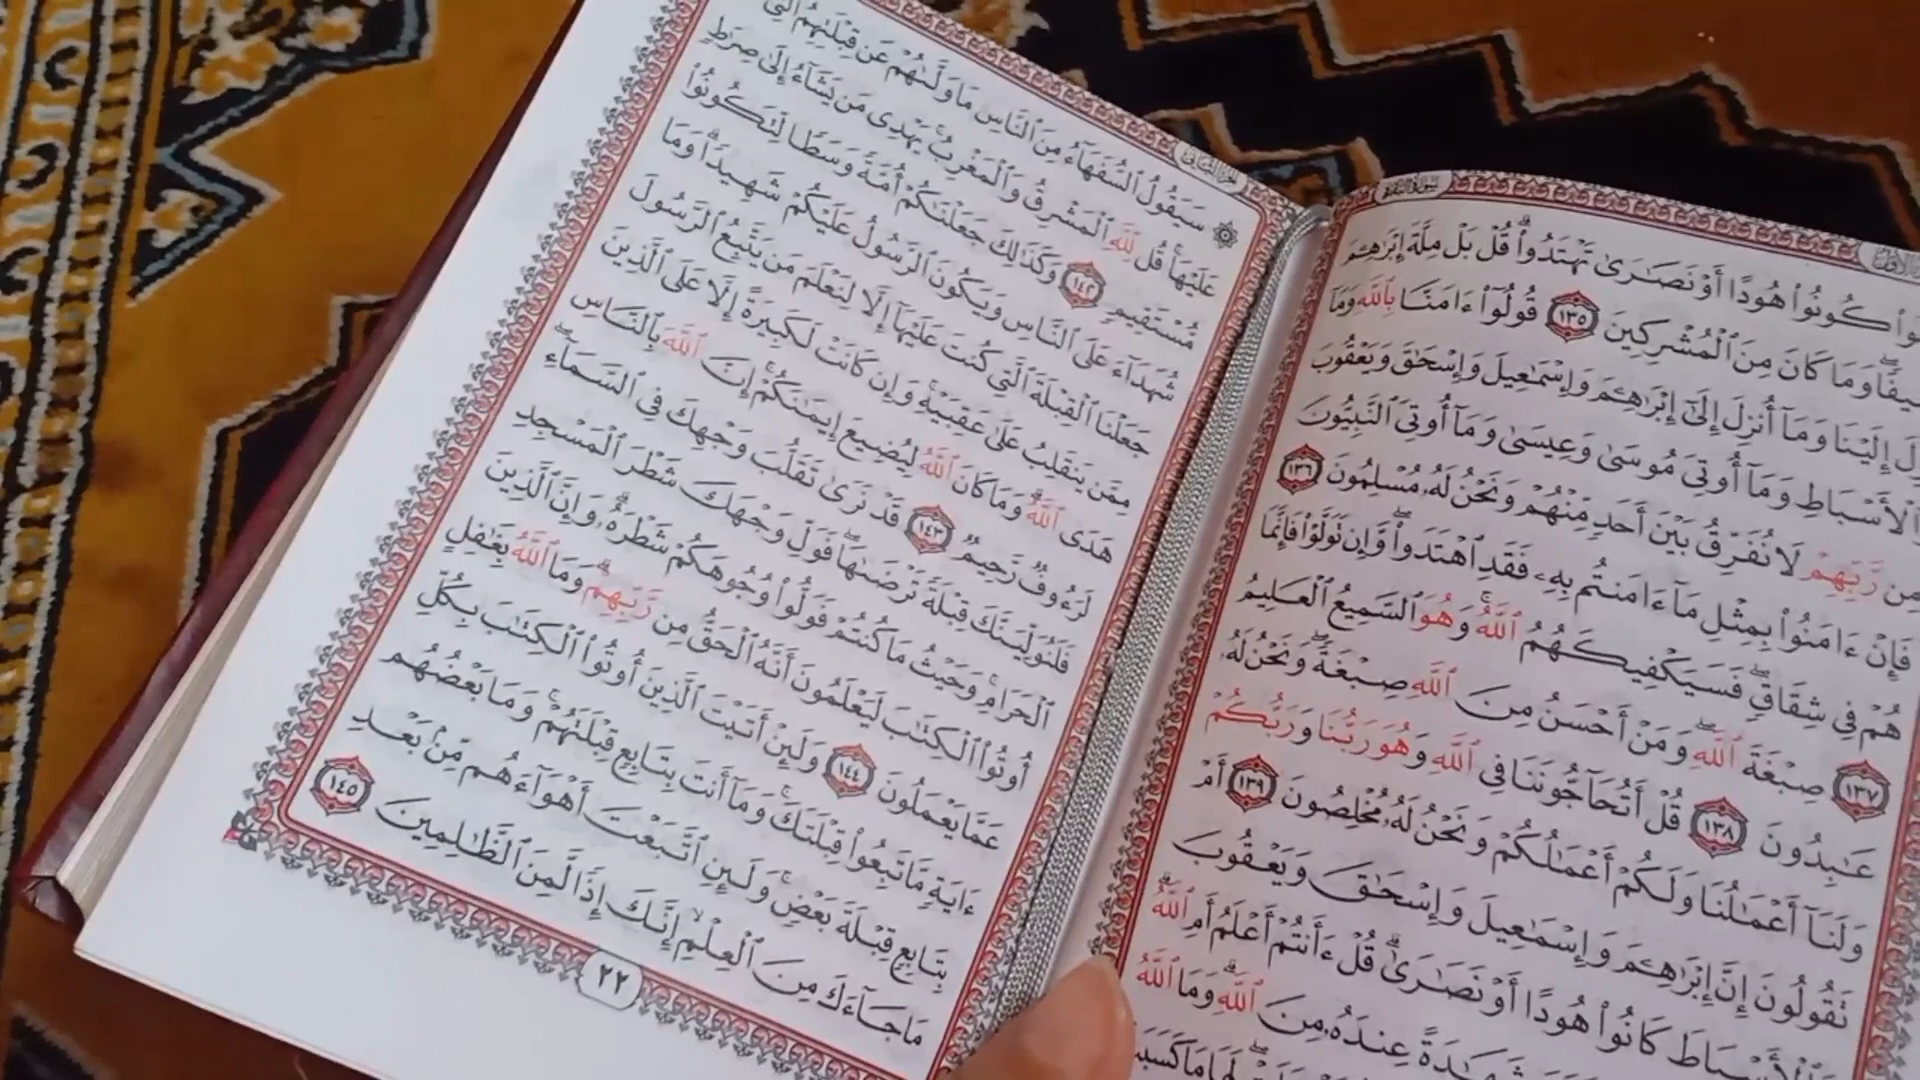 سُورَةُ البَقَرَةِ
كُونُوا۟ هُودًا أَوْ نَصَـٰرَىٰ تَهْتَدُوا۟ ۗ قُلْ بَلْ مِلَّةَ إِبْرَٰهِـۧمَ
وَمَا كَانَ مِنَ ٱلْمُشْرِكِينَ ١٣٥ قُولُوٓا۟ ءَامَنَّا بِٱللَّهِ وَمَآ
إِلَيْنَا وَمَآ أُنزِلَ إِلَىٰٓ إِبْرَٰهِـۧمَ وَإِسْمَـٰعِيلَ وَإِسْحَـٰقَ وَيَعْقُوبَ
وَٱلْأَسْبَاطِ وَمَآ أُوتِىَ مُوسَىٰ وَعِيسَىٰ وَمَآ أُوتِىَ ٱلنَّبِيُّونَ
مِن رَّبِّهِمْ لَا نُفَرِّقُ بَيْنَ أَحَدٍ مِّنْهُمْ وَنَحْنُ لَهُۥ مُسْلِمُونَ ١٣٦
فَإِنْ ءَامَنُوا۟ بِمِثْلِ مَآ ءَامَنتُم بِهِۦ فَقَدِ ٱهْتَدَوا۟ ۖ وَّإِن تَوَلَّوْا۟ فَإِنَّمَا
هُمْ فِى شِقَاقٍ ۖ فَسَيَكْفِيكَهُمُ ٱللَّهُ ۚ وَهُوَ ٱلسَّمِيعُ ٱلْعَلِيمُ
١٣٧ صِبْغَةَ ٱللَّهِ ۖ وَمَنْ أَحْسَنُ مِنَ ٱللَّهِ صِبْغَةً ۖ وَنَحْنُ لَهُۥ
عَـٰبِدُونَ ١٣٨ قُلْ أَتُحَآجُّونَنَا فِى ٱللَّهِ وَهُوَ رَبُّنَا وَرَبُّكُمْ
وَلَنَآ أَعْمَـٰلُنَا وَلَكُمْ أَعْمَـٰلُكُمْ وَنَحْنُ لَهُۥ مُخْلِصُونَ ١٣٩ أَمْ
تَقُولُونَ إِنَّ إِبْرَٰهِـۧمَ وَإِسْمَـٰعِيلَ وَإِسْحَـٰقَ وَيَعْقُوبَ
وَٱلْأَسْبَاطَ كَانُوا۟ هُودًا أَوْ نَصَـٰرَىٰ ۗ قُلْ ءَأَنتُمْ أَعْلَمُ أَمِ ٱللَّهُ ۗ
شَهَـٰدَةً عِندَهُۥ مِنَ ٱللَّهِ ۗ وَمَا ٱللَّهُ
لَهَا مَا كَسَبَتْ
الجزء الثاني
۞ سَيَقُولُ ٱلسُّفَهَآءُ مِنَ ٱلنَّاسِ مَا وَلَّىٰهُمْ عَن قِبْلَتِهِمُ ٱلَّتِى
عَلَيْهَا ۚ قُل لِّلَّهِ ٱلْمَشْرِقُ وَٱلْمَغْرِبُ ۚ يَهْدِى مَن يَشَآءُ إِلَىٰ صِرَٰطٍ
مُّسْتَقِيمٍ ١٤٢ وَكَذَٰلِكَ جَعَلْنَـٰكُمْ أُمَّةً وَسَطًا لِّتَكُونُوا۟
شُهَدَآءَ عَلَى ٱلنَّاسِ وَيَكُونَ ٱلرَّسُولُ عَلَيْكُمْ شَهِيدًا ۗ وَمَا
جَعَلْنَا ٱلْقِبْلَةَ ٱلَّتِى كُنتَ عَلَيْهَآ إِلَّا لِنَعْلَمَ مَن يَتَّبِعُ ٱلرَّسُولَ
مِمَّن يَنقَلِبُ عَلَىٰ عَقِبَيْهِ ۚ وَإِن كَانَتْ لَكَبِيرَةً إِلَّا عَلَى ٱلَّذِينَ
هَدَى ٱللَّهُ ۗ وَمَا كَانَ ٱللَّهُ لِيُضِيعَ إِيمَـٰنَكُمْ ۚ إِنَّ ٱللَّهَ بِٱلنَّاسِ
لَرَءُوفٌ رَّحِيمٌ ١٤٣ قَدْ نَرَىٰ تَقَلُّبَ وَجْهِكَ فِى ٱلسَّمَآءِ ۖ
فَلَنُوَلِّيَنَّكَ قِبْلَةً تَرْضَىٰهَا ۚ فَوَلِّ وَجْهَكَ شَطْرَ ٱلْمَسْجِدِ
ٱلْحَرَامِ ۚ وَحَيْثُ مَا كُنتُمْ فَوَلُّوا۟ وُجُوهَكُمْ شَطْرَهُۥ ۗ وَإِنَّ ٱلَّذِينَ
أُوتُوا۟ ٱلْكِتَـٰبَ لَيَعْلَمُونَ أَنَّهُ ٱلْحَقُّ مِن رَّبِّهِمْ ۗ وَمَا ٱللَّهُ بِغَـٰفِلٍ
عَمَّا يَعْمَلُونَ ١٤٤ وَلَئِنْ أَتَيْتَ ٱلَّذِينَ أُوتُوا۟ ٱلْكِتَـٰبَ بِكُلِّ
ءَايَةٍ مَّا تَبِعُوا۟ قِبْلَتَكَ ۚ وَمَآ أَنتَ بِتَابِعٍ قِبْلَتَهُمْ ۚ وَمَا بَعْضُهُم
بِتَابِعٍ قِبْلَةَ بَعْضٍ ۚ وَلَئِنِ ٱتَّبَعْتَ أَهْوَآءَهُم مِّنۢ بَعْدِ
مَا جَآءَكَ مِنَ ٱلْعِلْمِ ۙ إِنَّكَ إِذًا لَّمِنَ ٱلظَّـٰلِمِينَ ١٤٥
٢٢